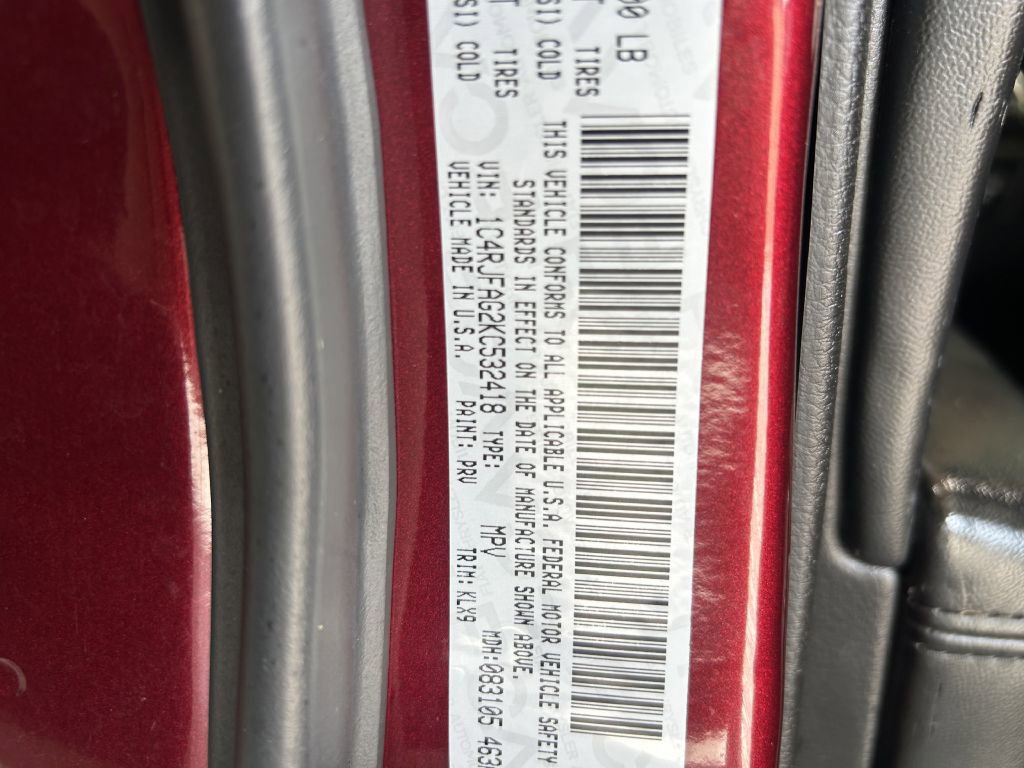 00 LB
T TIRES
SI) COLD
T TIRES
SI) COLD
THIS VEHICLE CONFORMS TO ALL APPLICABLE U.S.A. FEDERAL MOTOR VEHICLE SAFETY
STANDARDS IN EFFECT ON THE DATE OF MANUFACTURE SHOWN ABOVE.
VIN: 1C4RJFAG2KC532418 TYPE: MPV
VEHICLE MADE IN U.S.A. PAINT: PRV TRIM: KLX9 MDH:083105 463